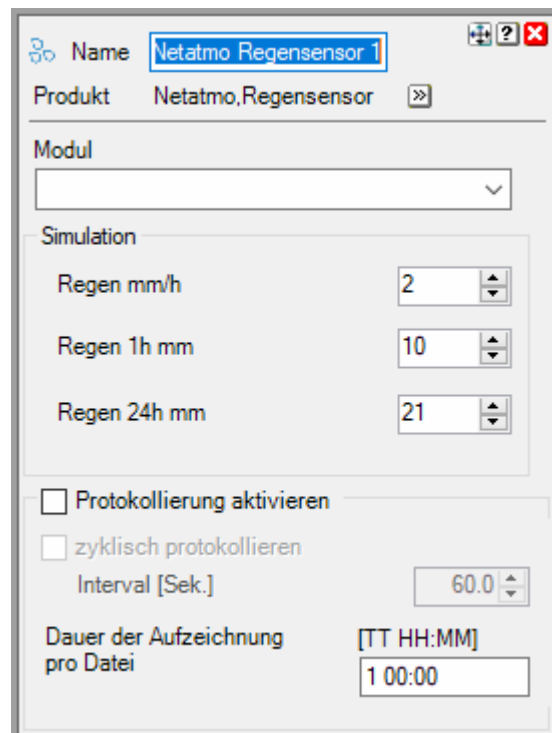 Name Netatmo Regensensor 1
Produkt Netatmo,Regensensor
Modul
Simulation
Regen mm/h 2
Regen 1h mm 10
Regen 24h mm 21
Protokollierung aktivieren
zyklisch protokollieren
Interval [Sek.] 60.0
Dauer der Aufzeichnung [TT HH:MM]
pro Datei 1 00:00